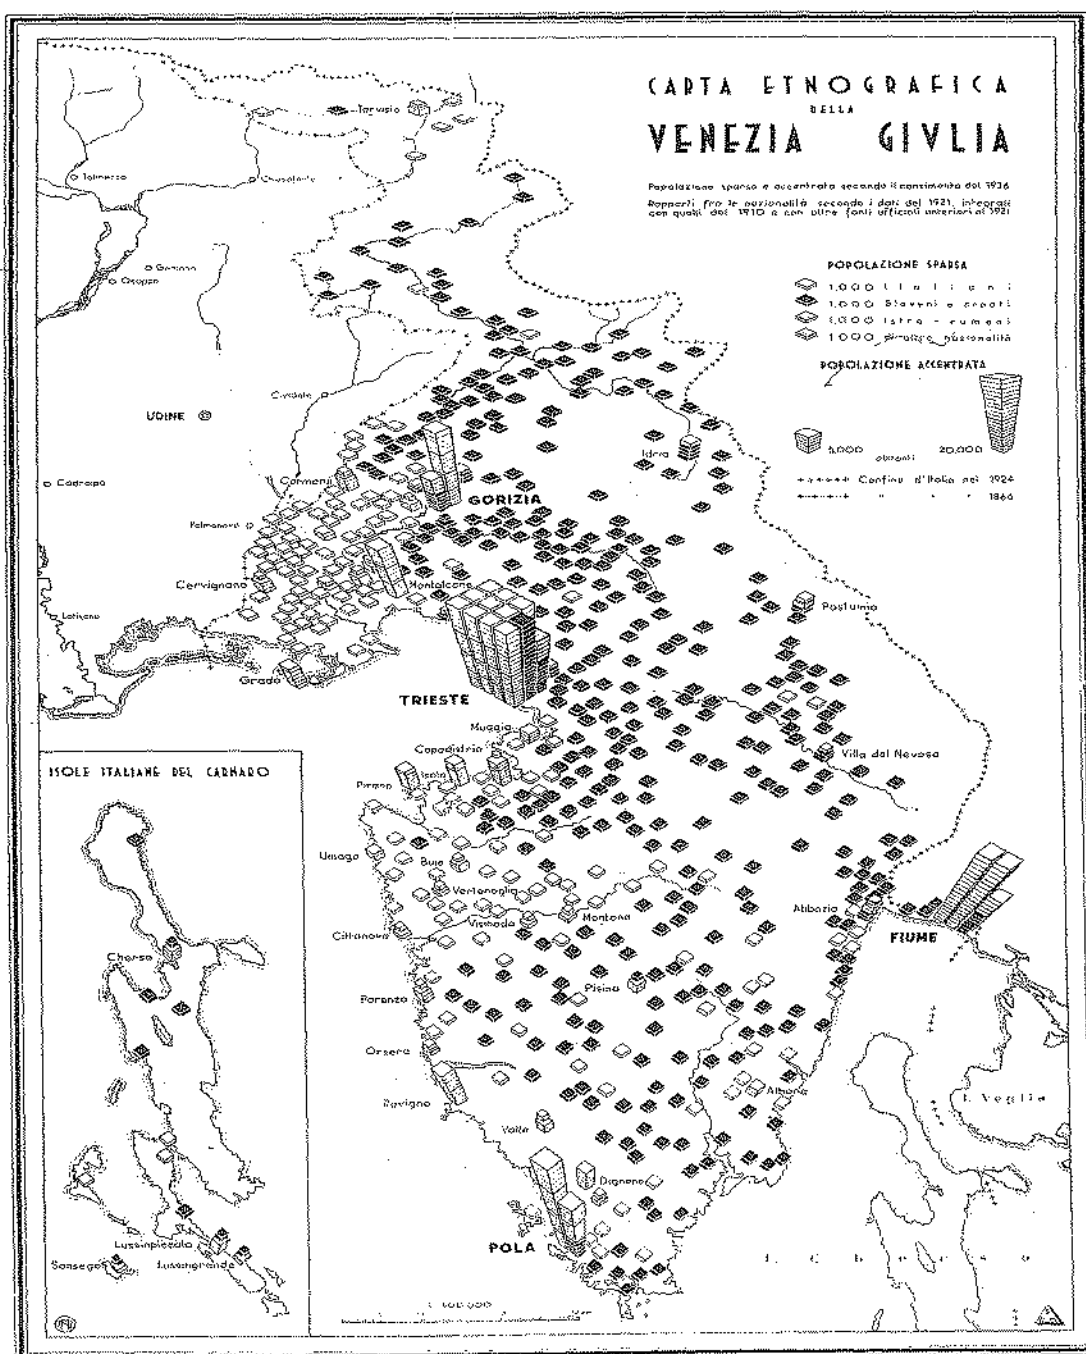 CARTA ETNOGRAFICA
DELLA
VENEZIA GIVLIA
Popolazione sparsa e accentrata secondo il censimento del 1936
Rapporti fra le nazionalità secondo i dati del 1921, integrati
con quelli del 1910 e con altre fonti ufficiali anteriori al 1921
POPOLAZIONE SPARSA
1.000 Italiani
1.000 Sloveni e croati
1.000 Istro-rumeni
1.000 di altre nazionalità
POPOLAZIONE ACCENTRATA
5.000 abitanti 20.000
Confine d'Italia nel 1924
" " " 1866
Tarvisio
Tolmezzo
Chiusaforte
Gemona
Osoppo
Cividale
UDINE
Idria
Codroipo
Cormons
GORIZIA
Palmanova
Cervignano
Monfalcone
Postumia
Latisana
Grado
TRIESTE
Muggia
Capodistria
Villa del Nevoso
ISOLE ITALIANE DEL CARNARO
Isola
Pirano
Umago
Buie
Verteneglio
Abbazia
Visinada
Montona
Cittanova
FIUME
Cherso
Pisino
Parenzo
Orsera
Albona
I. Veglia
Rovigno
Valle
Dignano
POLA
Lussinpiccolo
Sansego
Lussingrande
I. Cherso